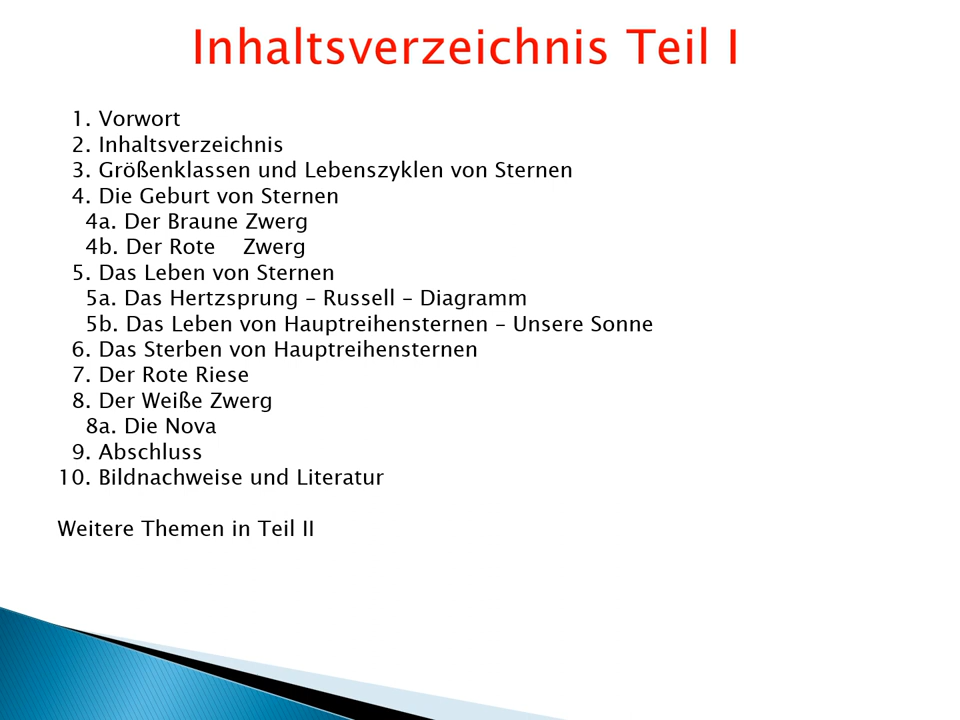 Inhaltsverzeichnis Teil I
1. Vorwort
2. Inhaltsverzeichnis
3. Größenklassen und Lebenszyklen von Sternen
4. Die Geburt von Sternen
4a. Der Braune Zwerg
4b. Der Rote Zwerg
5. Das Leben von Sternen
5a. Das Hertzsprung – Russell – Diagramm
5b. Das Leben von Hauptreihensternen – Unsere Sonne
6. Das Sterben von Hauptreihensternen
7. Der Rote Riese
8. Der Weiße Zwerg
8a. Die Nova
9. Abschluss
10. Bildnachweise und Literatur
Weitere Themen in Teil II